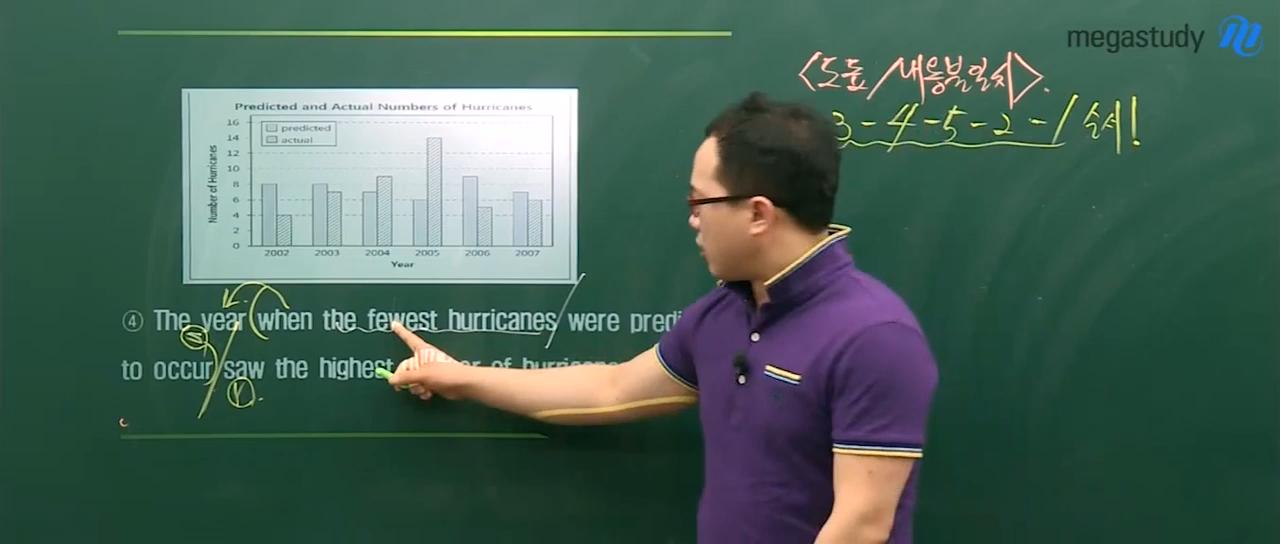 megastudy
<도표/내용불일치>.
3-4-5-2-1 순서!
Predicted and Actual Numbers of Hurricanes
predicted
actual
Number of Hurricanes
16
14
12
10
8
6
4
2
0
2002 2003 2004 2005 2006 2007
Year
④ The year when the fewest hurricanes were
to occur saw the highest of